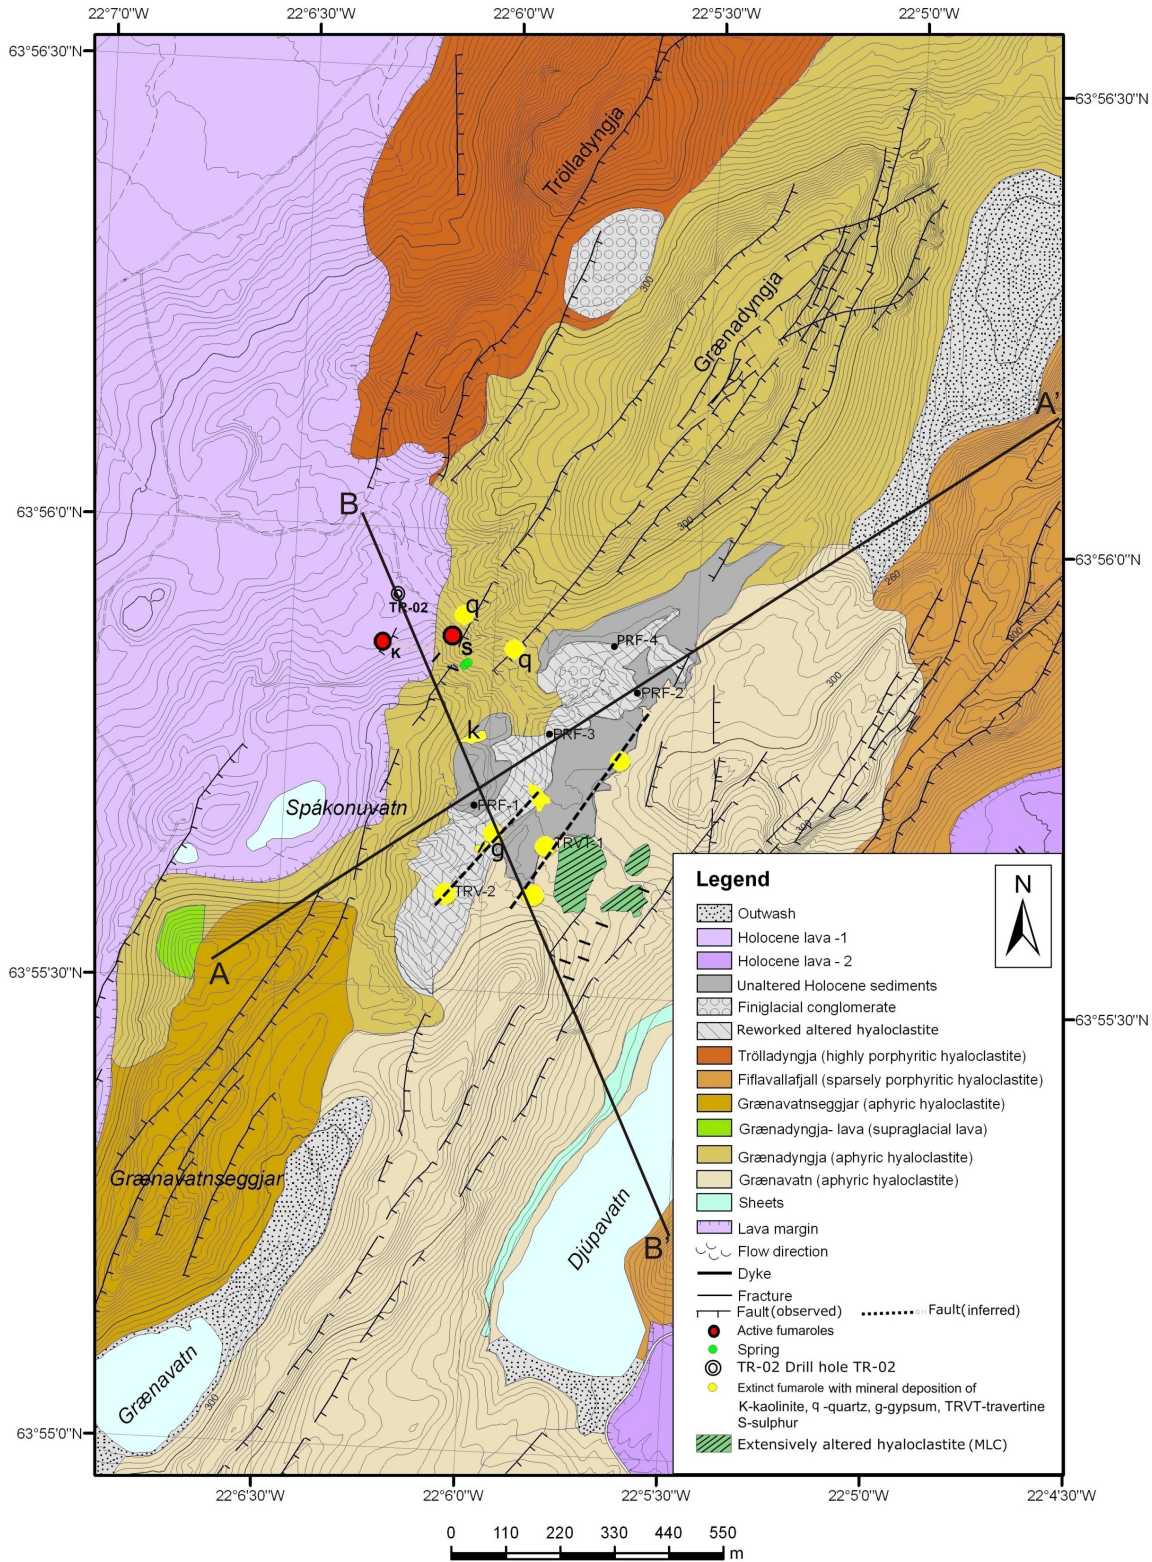 22°7'0"W
22°6'30"W
22°6'0"W
22°5'30"W
22°5'0"W
63°56'30"N
63°56'30"N
Trölladyngja
300
Grænadyngja
A'
B
63°56'0"N
300
63°56'0"N
260
TR-02
q
K
S
q
PRF-4
300
300
PRF-2
k
PRF-3
Spákonuvatn
PRF-1
300
g
TRVT-1
TRV-2
A
63°55'30"N
63°55'30"N
Grænavatnseggjar
Djúpavatn
B'
Grænavatn
300
63°55'0"N
Legend
N
Outwash
Holocene lava -1
Holocene lava - 2
Unaltered Holocene sediments
Finiglacial conglomerate
Reworked altered hyaloclastite
Trölladyngja (highly porphyritic hyaloclastite)
Fiflavallafjall (sparsely porphyritic hyaloclastite)
Grænavatnseggjar (aphyric hyaloclastite)
Grænadyngja- lava (supraglacial lava)
Grænadyngja (aphyric hyaloclastite)
Grænavatn (aphyric hyaloclastite)
Sheets
Lava margin
Flow direction
Dyke
Fracture
Fault(observed) Fault(inferred)
Active fumaroles
Spring
TR-02 Drill hole TR-02
Extinct fumarole with mineral deposition of
K-kaolinite, q -quartz, g-gypsum, TRVT-travertine
S-sulphur
Extensively altered hyaloclastite (MLC)
22°6'30"W
22°6'0"W
22°5'30"W
22°5'0"W
22°4'30"W
0 110 220 330 440 550
m